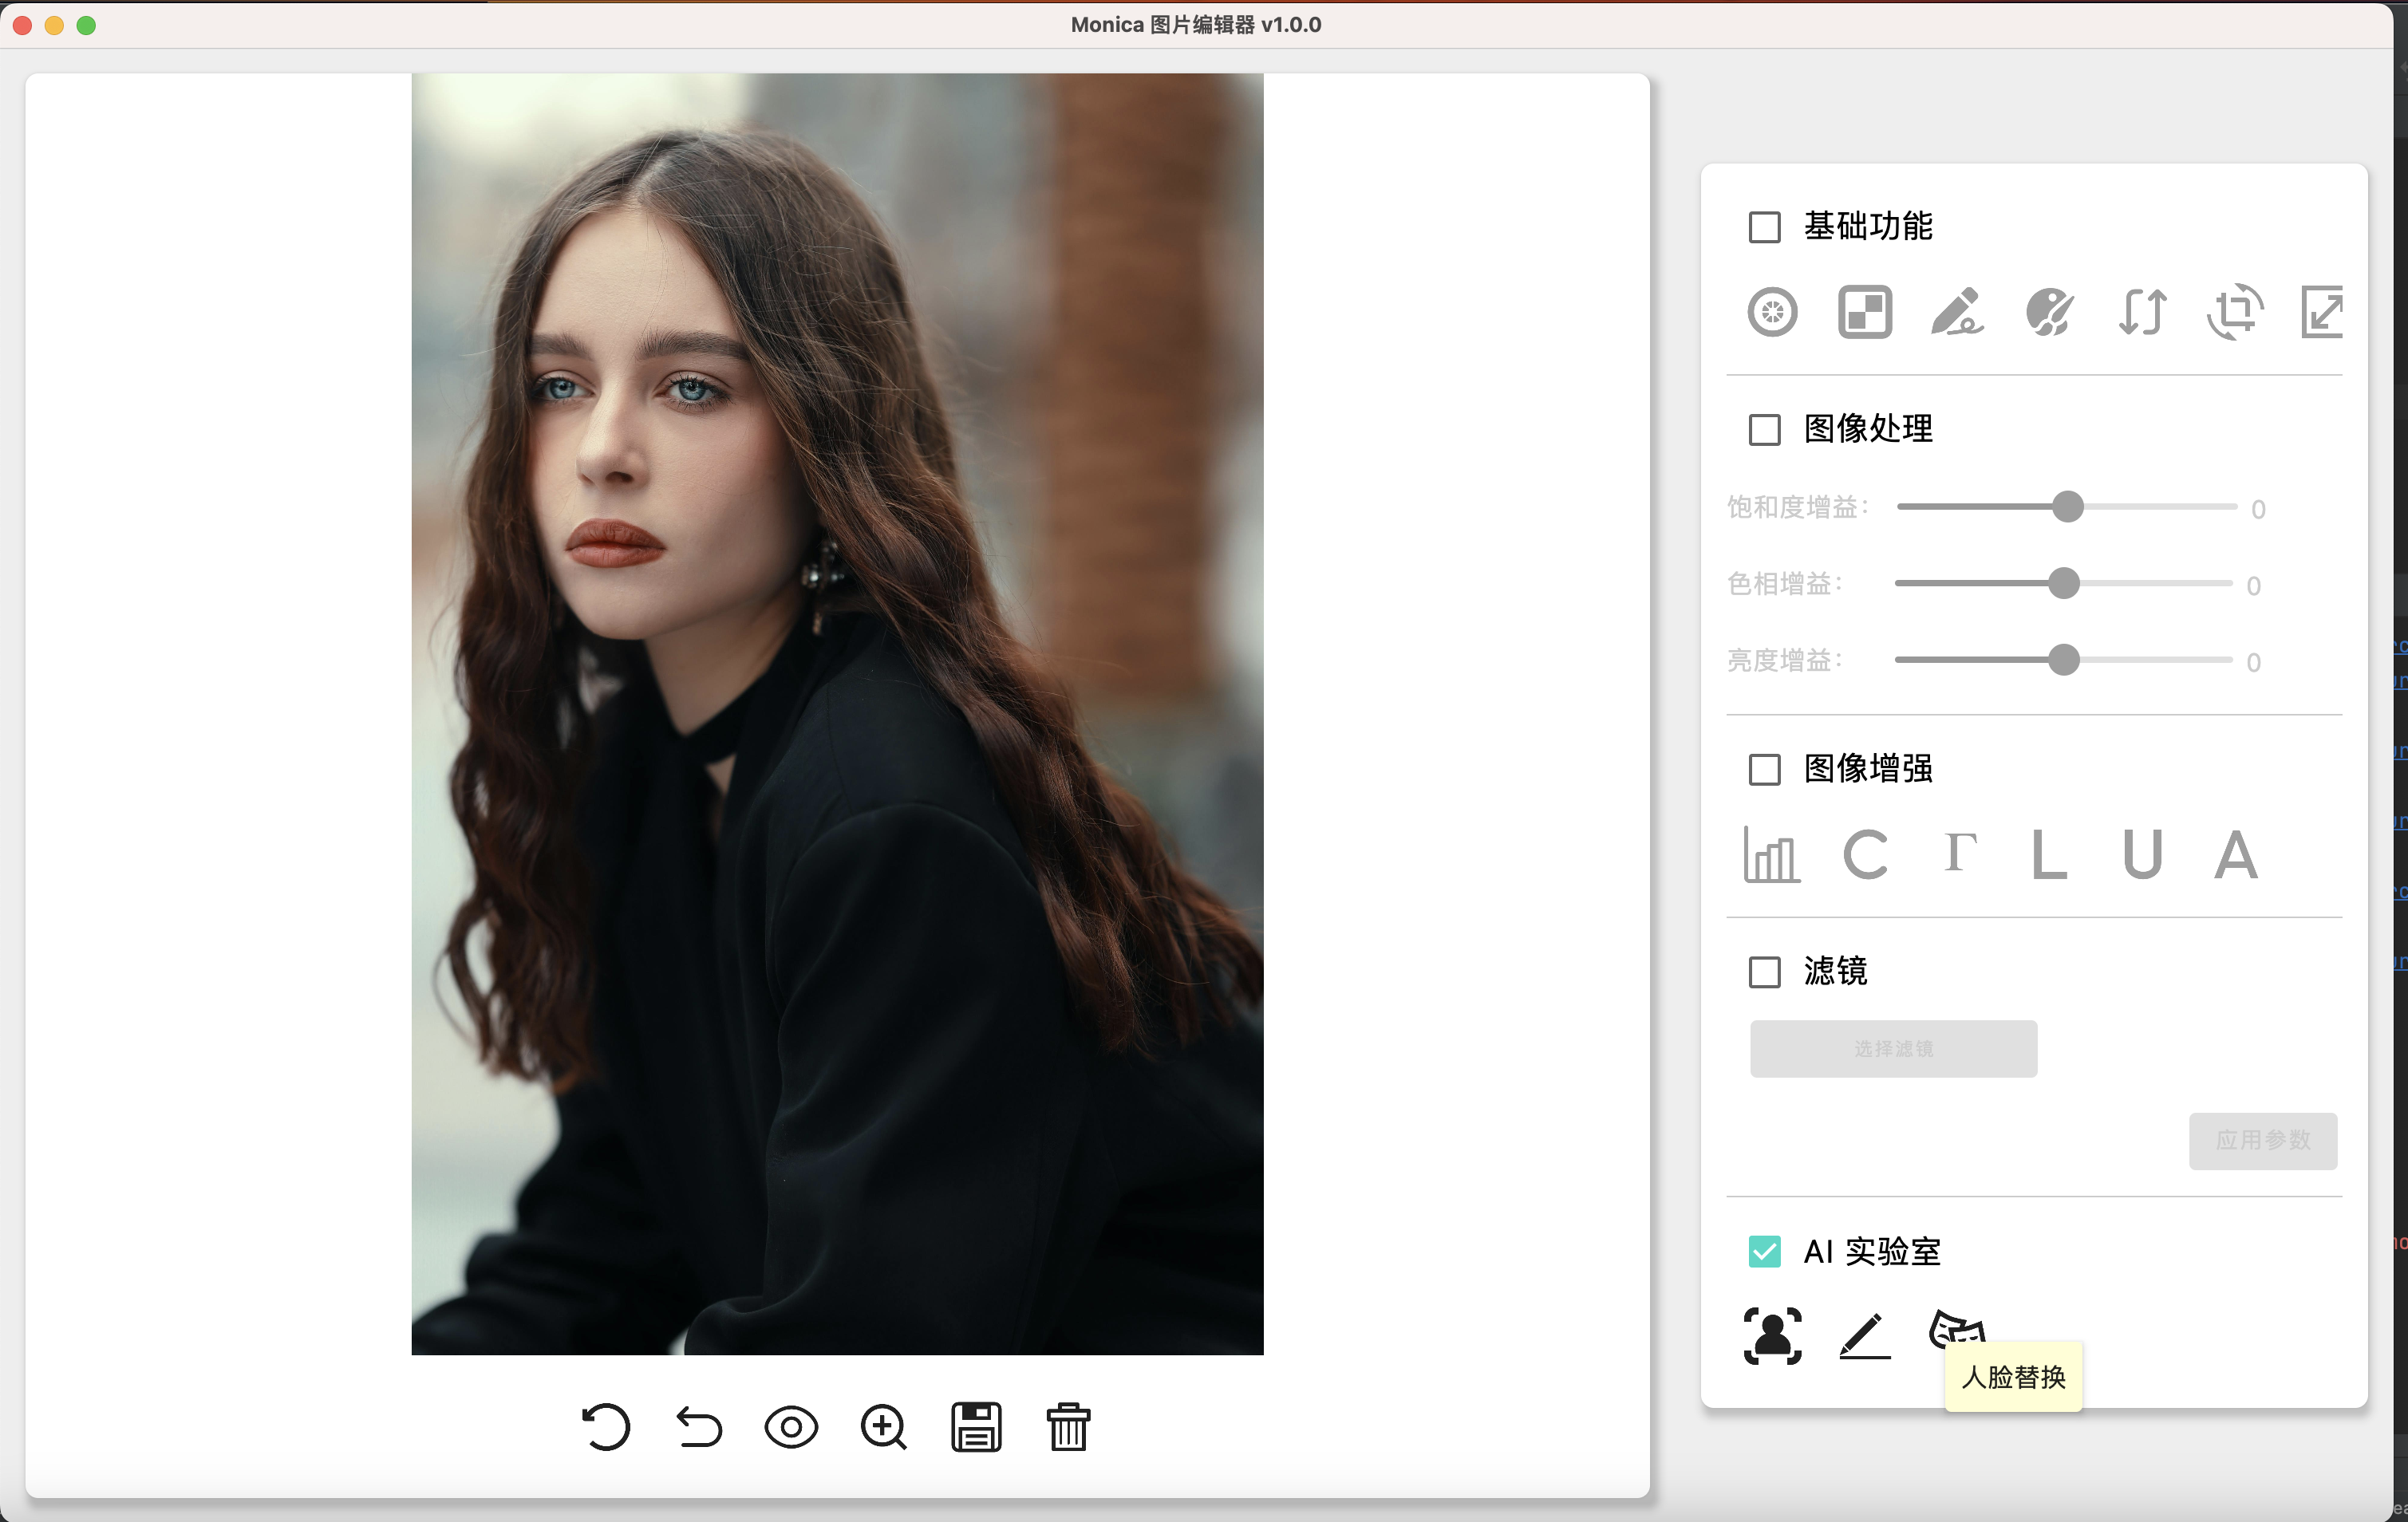 Monica 图片编辑器 v1.0.0
基础功能
图像处理
饱和度增益： 0
色相增益： 0
亮度增益： 0
图像增强
C Γ L U A
滤镜
选择滤镜
应用参数
AI 实验室
人脸替换